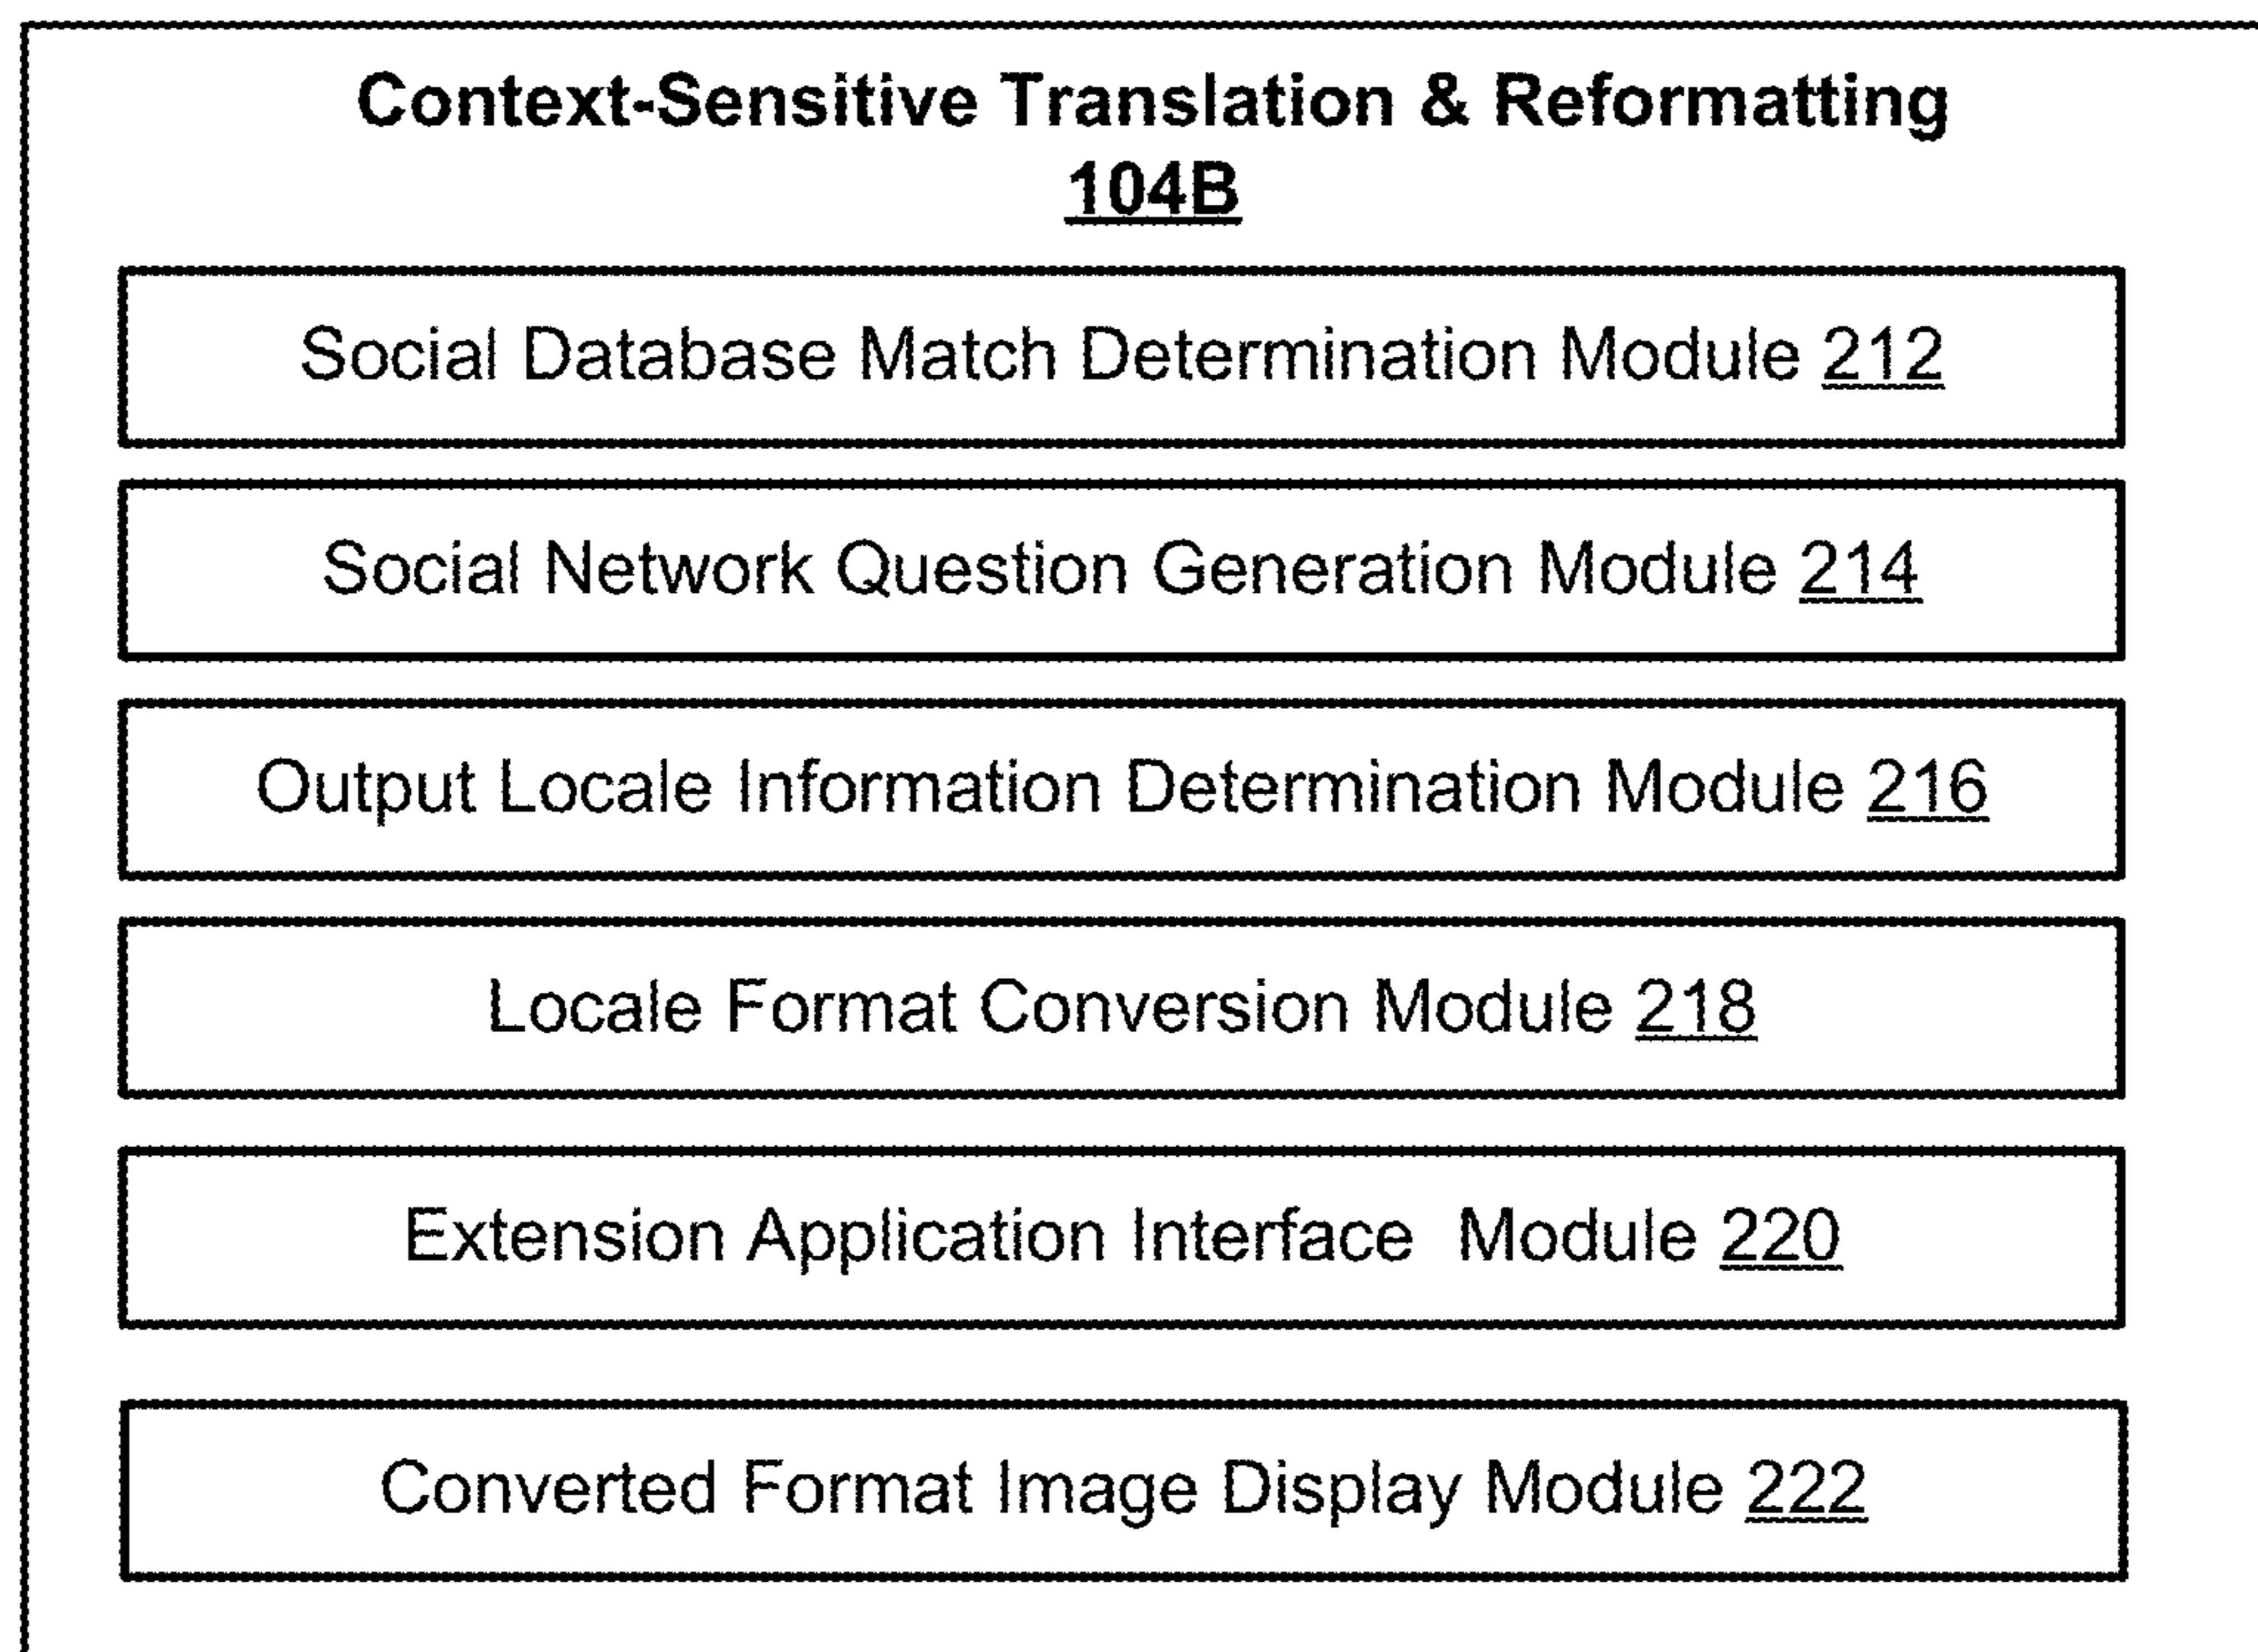 Context-Sensitive Translation & Reformatting
104B
Social Database Match Determination Module 212
Social Network Question Generation Module 214
Output Locale Information Determination Module 216
Locale Format Conversion Module 218
Extension Application Interface Module 220
Converted Format Image Display Module 222